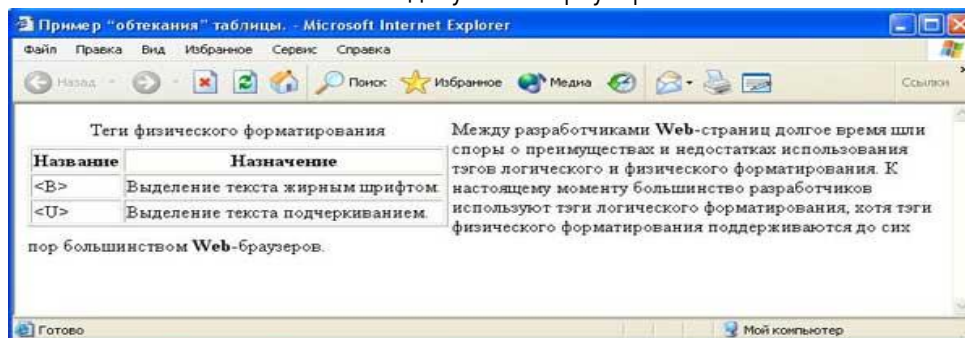 Пример "обтекания" таблицы. - Microsoft Internet Explorer
Файл Правка Вид Избранное Сервис Справка
Назад Поиск Избранное Медиа Ссылки
Теги физического форматирования
Название Назначение
<B> Выделение текста жирным шрифтом.
<U> Выделение текста подчеркиванием.
Между разработчиками Web-страниц долгое время шли
споры о преимуществах и недостатках использования
тэгов логического и физического форматирования. К
настоящему моменту большинство разработчиков
используют тэги логического форматирования, хотя тэги
физического форматирования поддерживаются до сих
пор большинством Web-браузеров.
Готово Мой компьютер